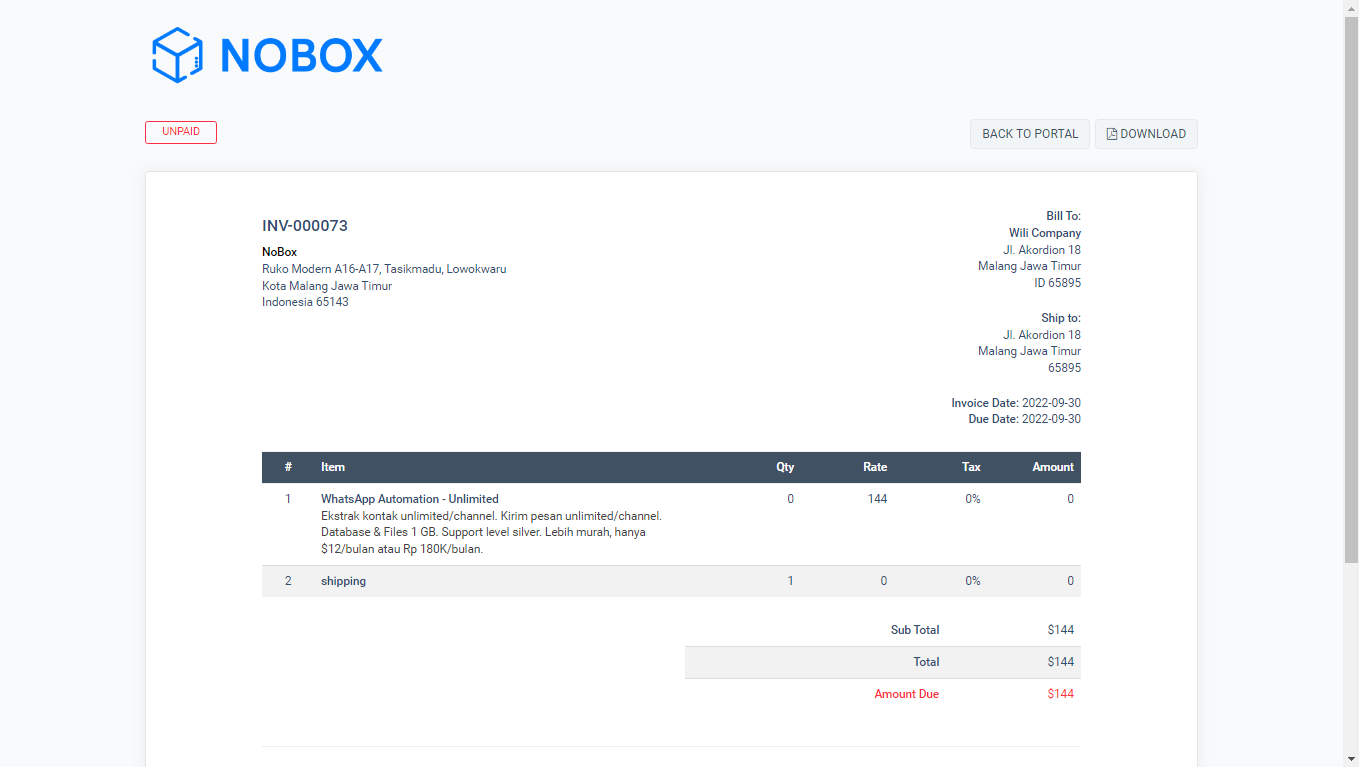 NOBOX
UNPAID
BACK TO PORTAL
DOWNLOAD
INV-000073
NoBox
Ruko Modern A16-A17, Tasikmadu, Lowokwaru
Kota Malang Jawa Timur
Indonesia 65143
Bill To:
Wili Company
Jl. Akordion 18
Malang Jawa Timur
ID 65895
Ship to:
Jl. Akordion 18
Malang Jawa Timur
65895
Invoice Date: 2022-09-30
Due Date: 2022-09-30
# Item Qty Rate Tax Amount
1 WhatsApp Automation - Unlimited 0 144 0% 0
Ekstrak kontak unlimited/channel. Kirim pesan unlimited/channel.
Database & Files 1 GB. Support level silver. Lebih murah, hanya
$12/bulan atau Rp 180K/bulan.
2 shipping 1 0 0% 0
Sub Total $144
Total $144
Amount Due $144